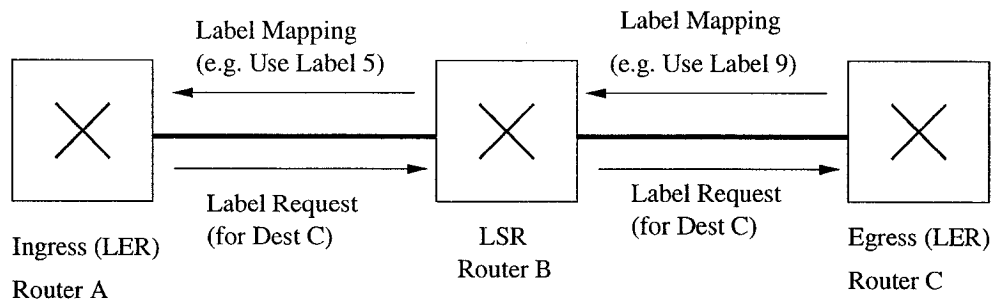 Label Mapping
(e.g. Use Label 5)
Label Mapping
(e.g. Use Label 9)
Label Request
(for Dest C)
Label Request
(for Dest C)
Ingress (LER)
Router A
LSR
Router B
Egress (LER)
Router C